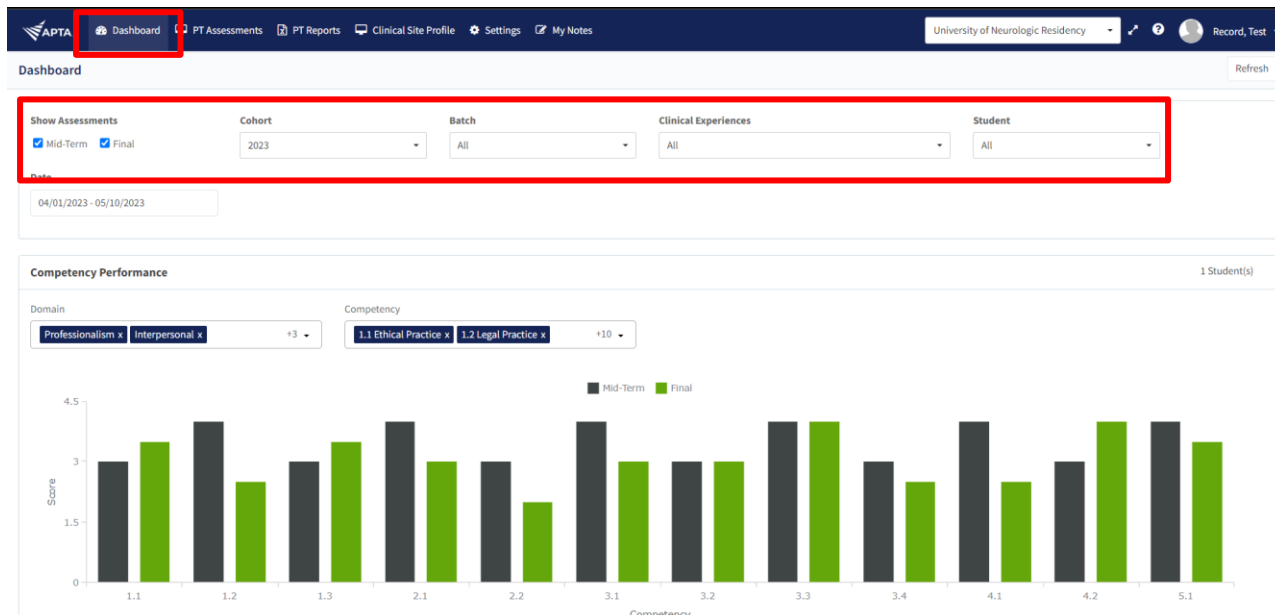 APTA Dashboard PT Assessments PT Reports Clinical Site Profile Settings My Notes University of Neurologic Residency Record, Test
Dashboard Refresh
Show Assessments Cohort Batch Clinical Experiences Student
Mid-Term Final 2023 All All All
Date
04/01/2023 - 05/10/2023
Competency Performance 1 Student(s)
Domain Competency
Professionalism x Interpersonal x +3 1.1 Ethical Practice x 1.2 Legal Practice x +10
Mid-Term Final
4.5
3
Score
1.5
0
1.1 1.2 1.3 2.1 2.2 3.1 3.2 3.3 3.4 4.1 4.2 5.1
Competency